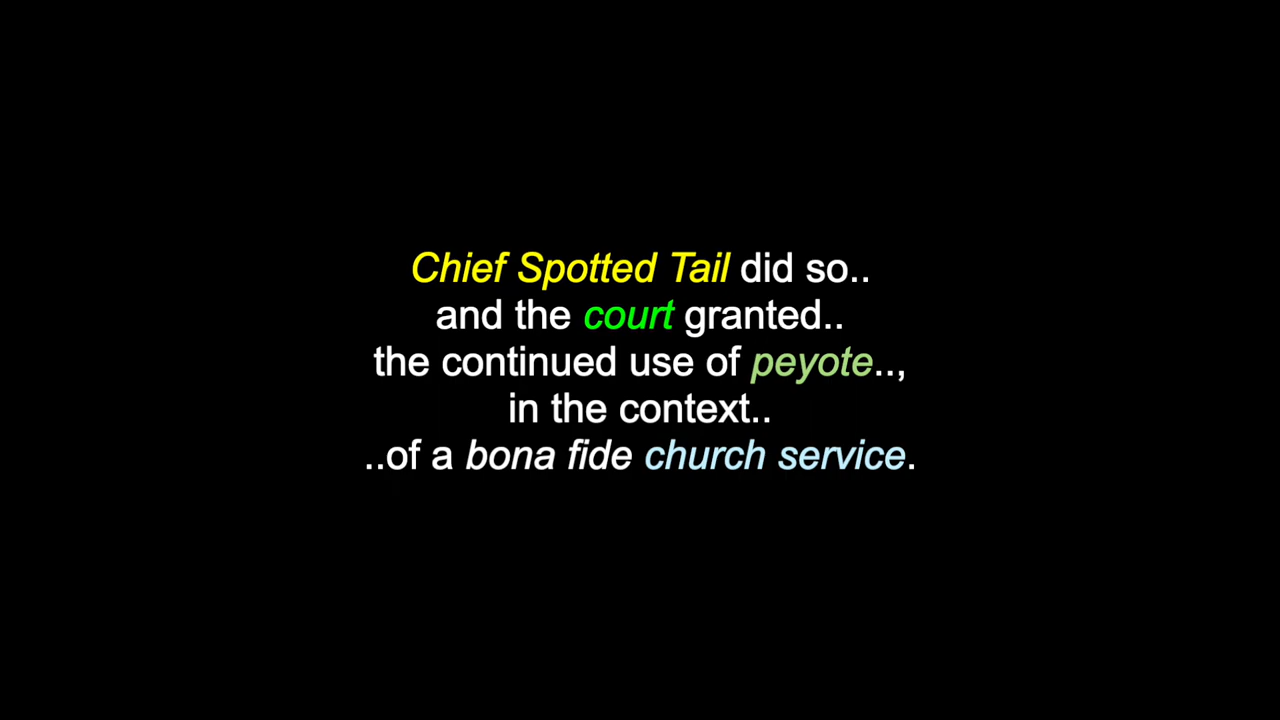 Chief Spotted Tail did so..
and the court granted..
the continued use of peyote..,
in the context..
..of a bona fide church service.